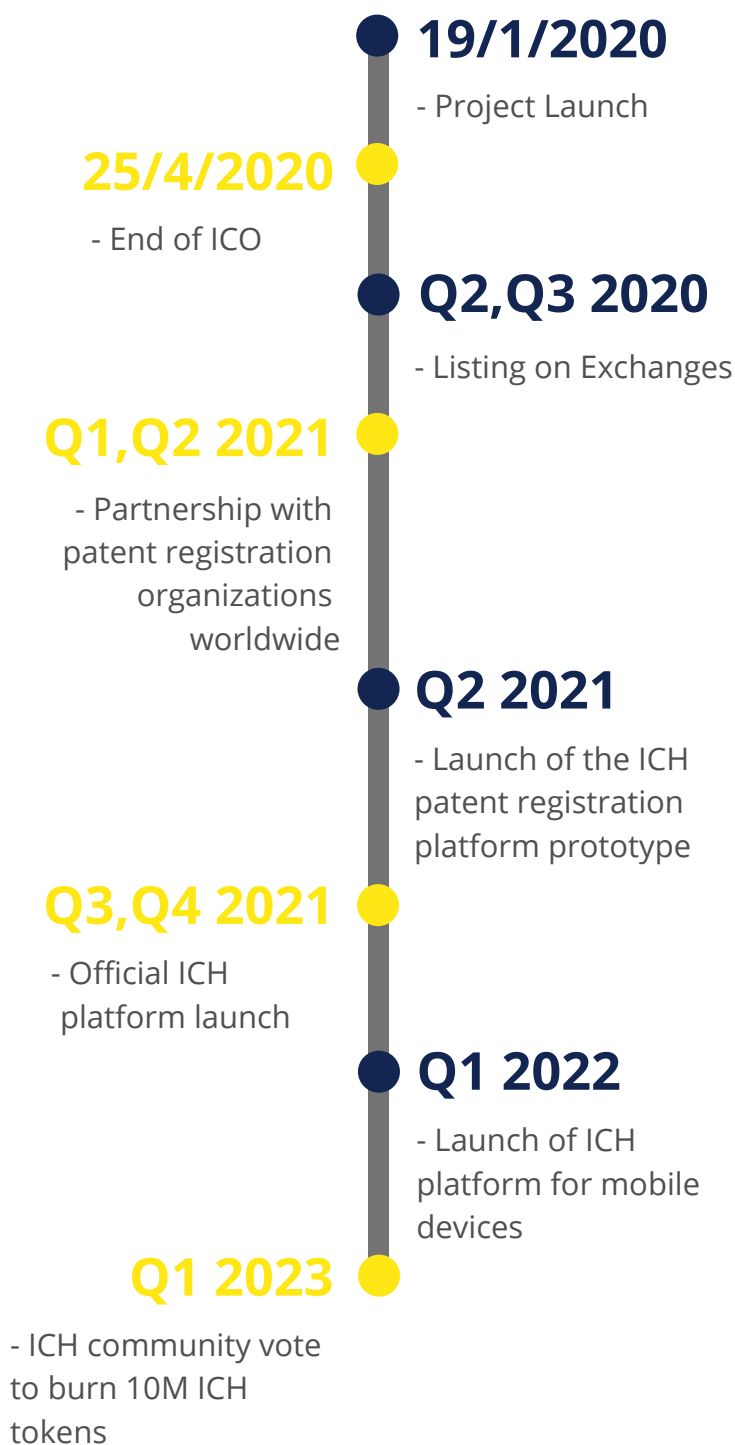 19/1/2020
- Project Launch
25/4/2020
- End of ICO
Q2,Q3 2020
- Listing on Exchanges
Q1,Q2 2021
- Partnership with
patent registration
organizations
worldwide
Q2 2021
- Launch of the ICH
patent registration
platform prototype
Q3,Q4 2021
- Official ICH
platform launch
Q1 2022
- Launch of ICH
platform for mobile
devices
Q1 2023
- ICH community vote
to burn 10M ICH
tokens